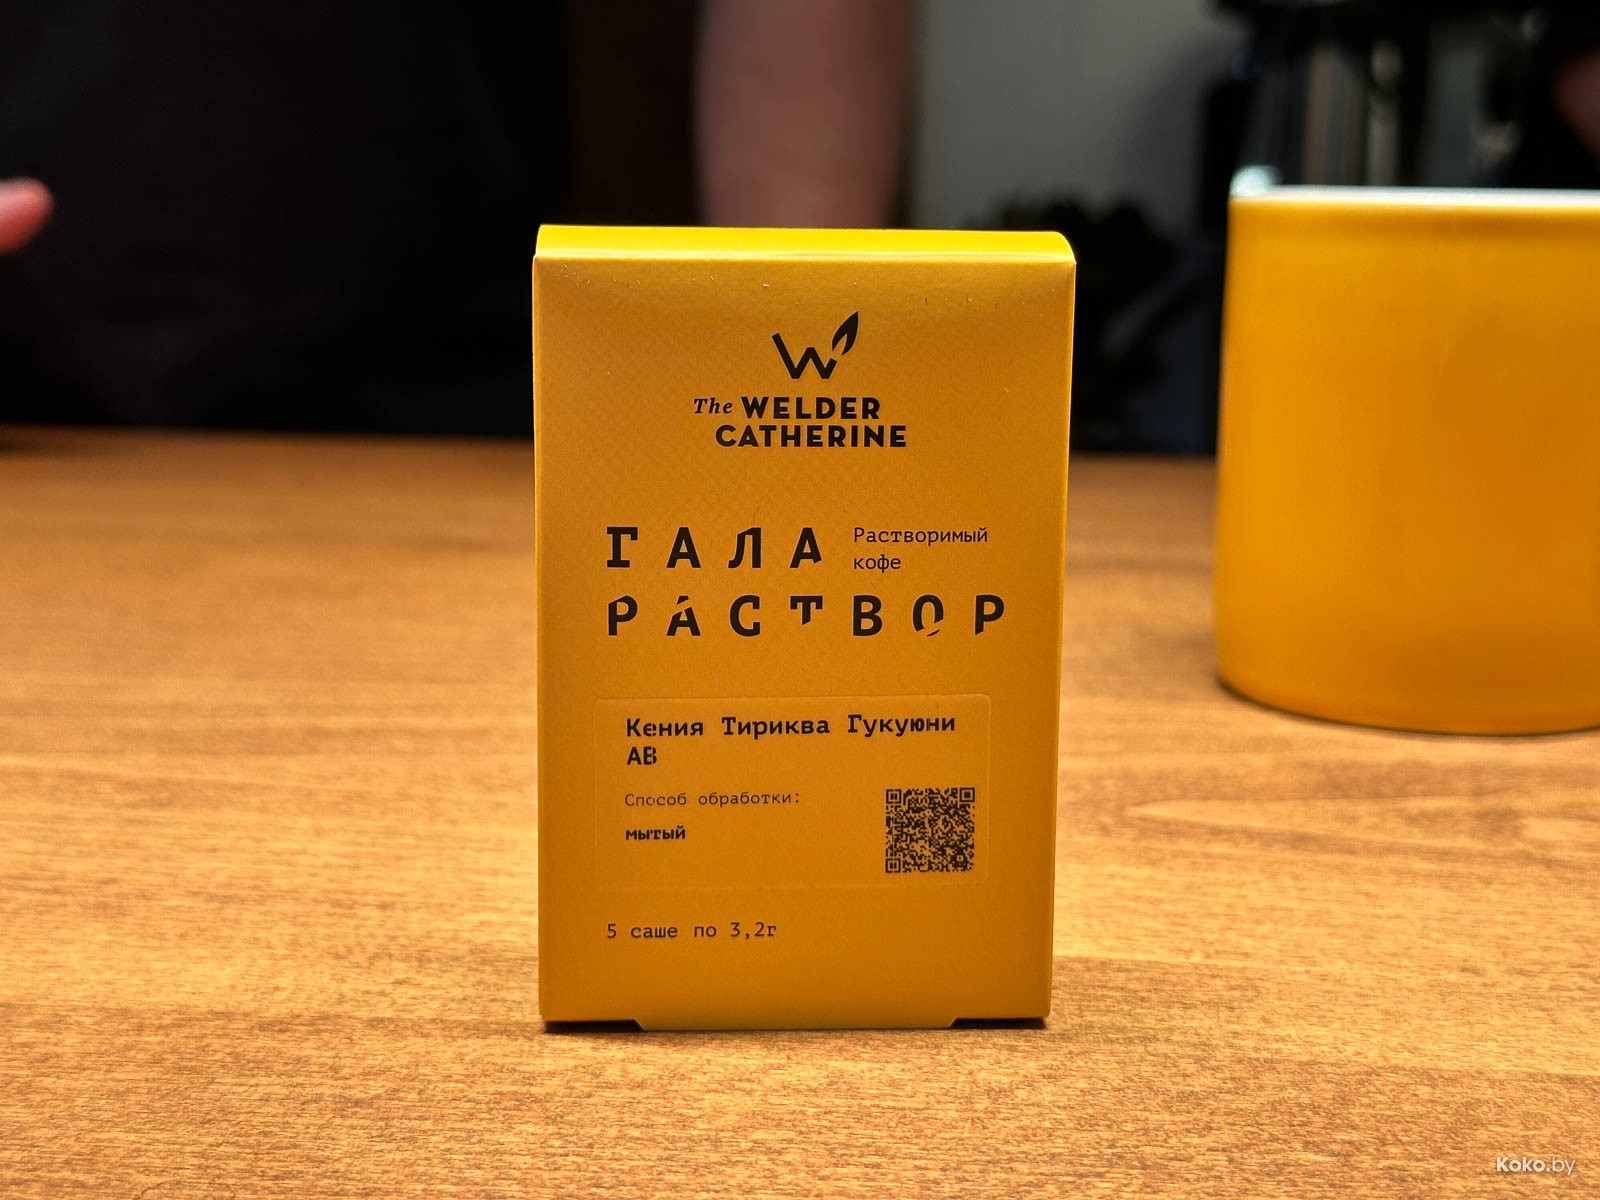 The WELDER
CATHERINE
ГАЛА
Растворимый
кофе
РАСТВОР
Кения Тириква Гукуюни
АВ
Способ обработки:
мытый
5 саше по 3,2г
Koko.by